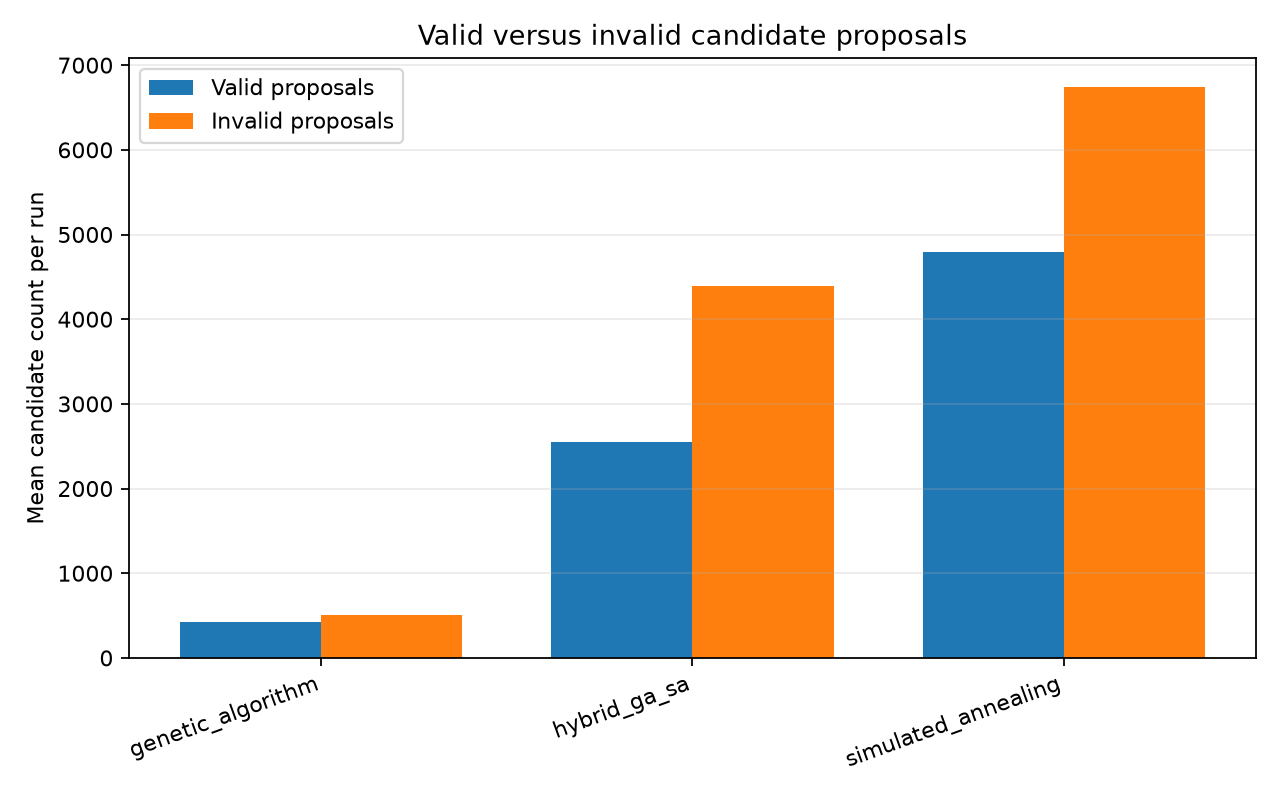 Valid versus invalid candidate proposals
Valid proposals
Invalid proposals
Mean candidate count per run
7000
6000
5000
4000
3000
2000
1000
0
genetic_algorithm
hybrid_ga_sa
simulated_annealing